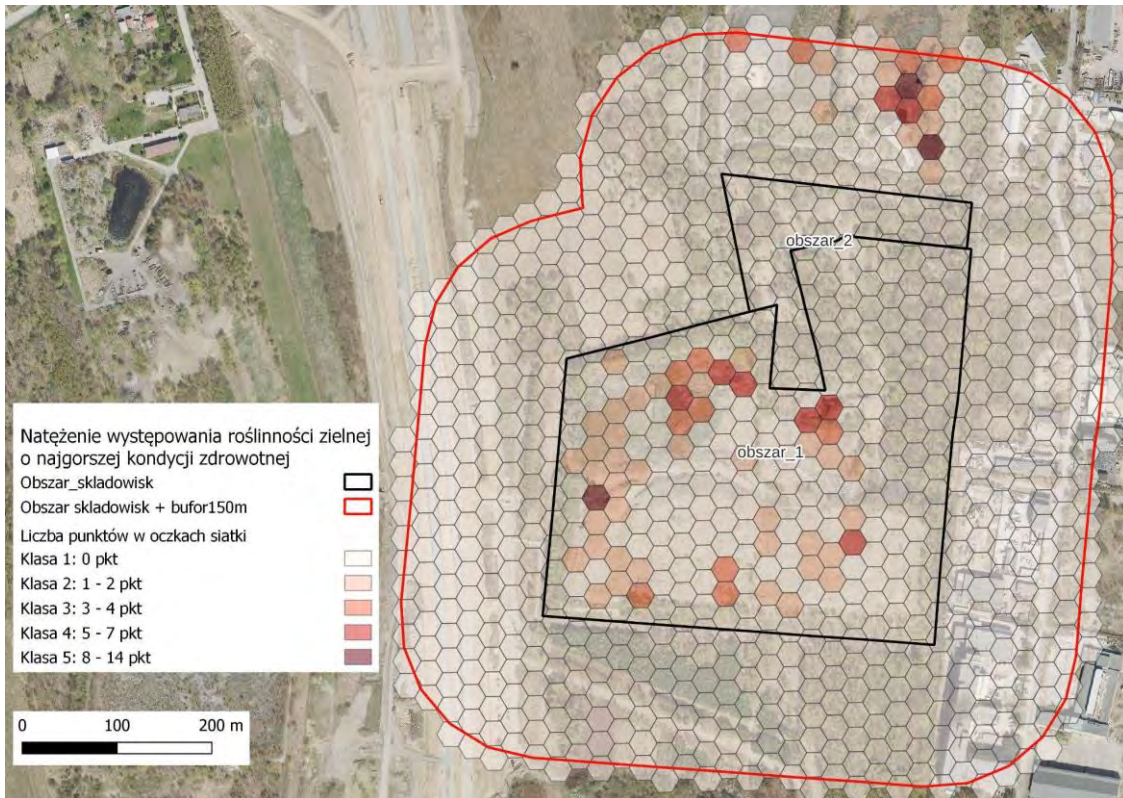 obszar_2
obszar_1
Natężenie występowania roślinności zielnej
o najgorszej kondycji zdrowotnej
Obszar_skladowisk
Obszar skladowisk + bufor150m
Liczba punktów w oczkach siatki
Klasa 1: 0 pkt
Klasa 2: 1 - 2 pkt
Klasa 3: 3 - 4 pkt
Klasa 4: 5 - 7 pkt
Klasa 5: 8 - 14 pkt
0 100 200 m